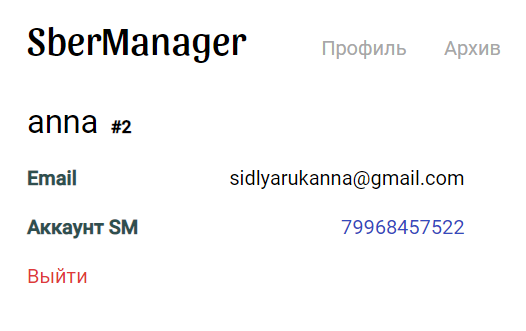 SberManager Профиль Архив
anna #2
Email sidlyarukanna@gmail.com
Аккаунт SM 79968457522
Выйти